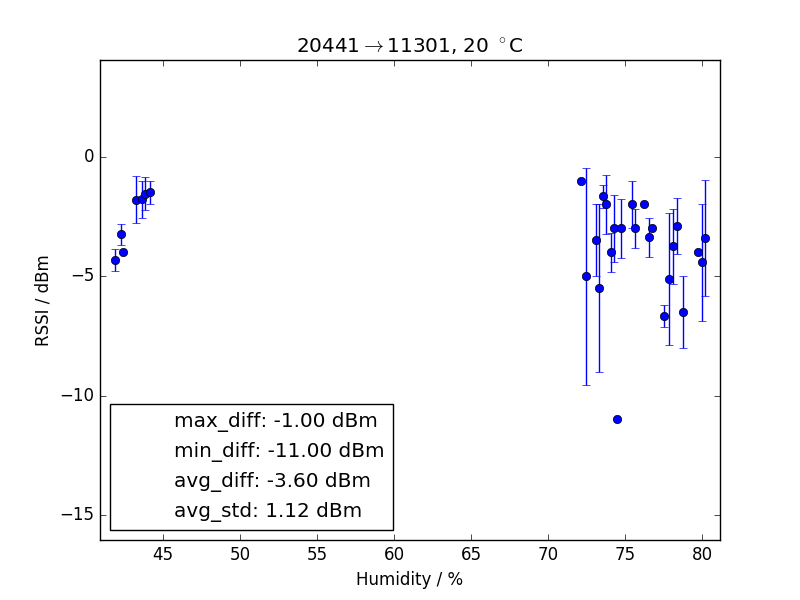 20441→11301, 20 °C
0
−5
−10
−15
RSSI / dBm
max_diff: -1.00 dBm
min_diff: -11.00 dBm
avg_diff: -3.60 dBm
avg_std: 1.12 dBm
45 50 55 60 65 70 75 80
Humidity / %